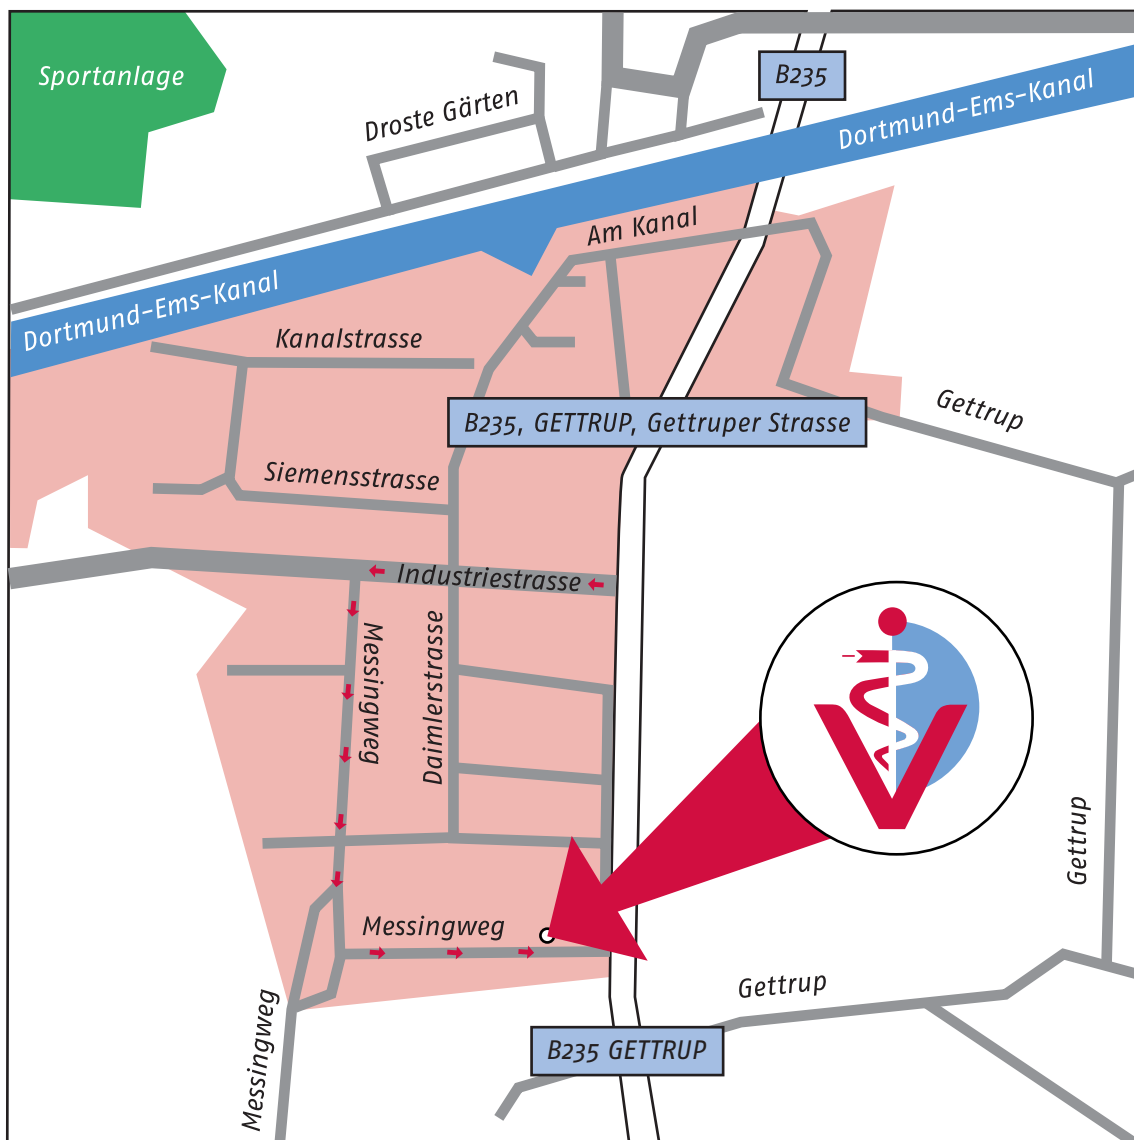 Sportanlage
B235
Droste Gärten
Dortmund-Ems-Kanal
Am Kanal
Dortmund-Ems-Kanal
Kanalstrasse
Gettrup
B235, GETTRUP, Gettruper Strasse
Siemensstrasse
Industriestrasse
Messingweg
Daimlerstrasse
Gettrup
Messingweg
Gettrup
Messingweg
B235 GETTRUP